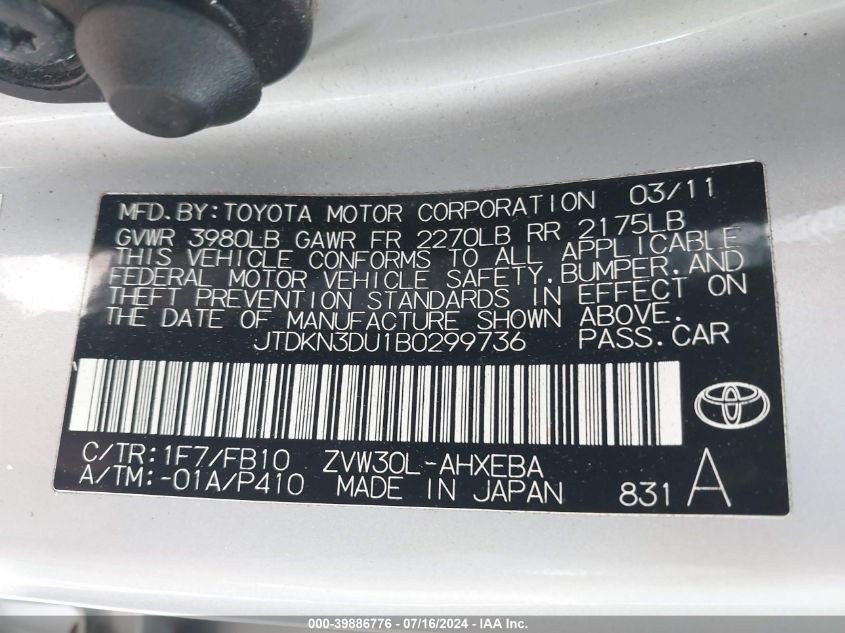 MFD.BY:TOYOTA MOTOR CORPORATION 03/11
GVWR 3980LB GAWR FR 2270LB RR 2175LB
THIS VEHICLE CONFORMS TO ALL APPLICABLE
FEDERAL MOTOR VEHICLE SAFETY,BUMPER,AND
THEFT PREVENTION STANDARDS IN EFFECT ON
THE DATE OF MANUFACTURE SHOWN ABOVE.
JTDKN3DU1B0299736 PASS.CAR
C/TR:1F7/FB10 ZVW30L-AHXEBA
A/TM:-01A/P410 MADE IN JAPAN 831 A
000-39886776 - 07/16/2024 - IAA Inc.